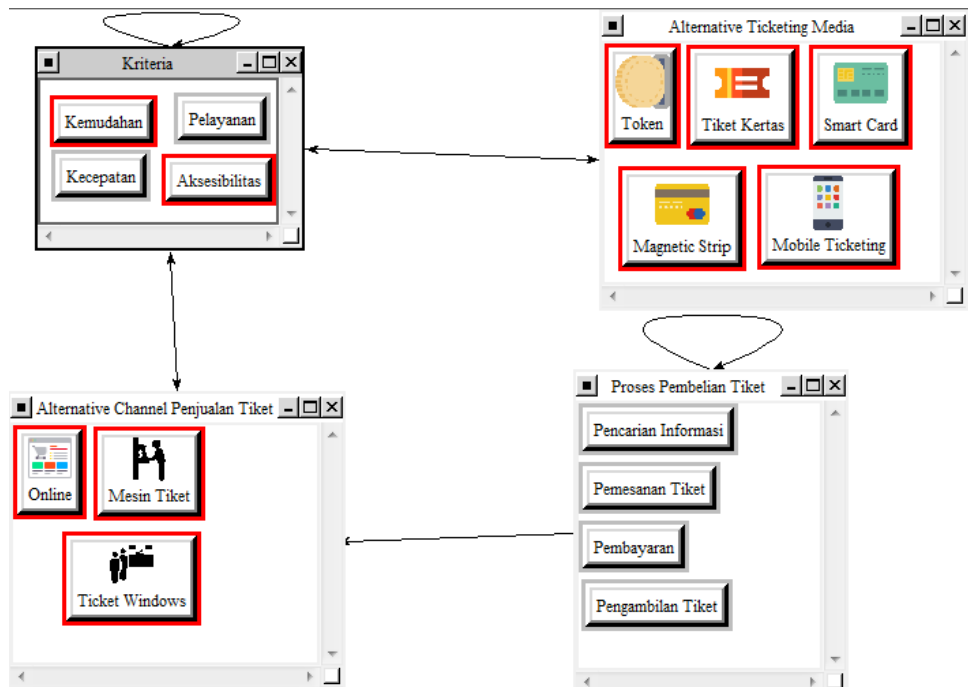 Kriteria
Kemudahan
Pelayanan
Kecepatan
Aksesibilitas
Alternative Ticketing Media
Token
Tiket Kertas
Smart Card
Magnetic Strip
Mobile Ticketing
Alternative Channel Penjualan Tiket
Online
Mesin Tiket
Ticket Windows
Proses Pembelian Tiket
Pencarian Informasi
Pemesanan Tiket
Pembayaran
Pengambilan Tiket